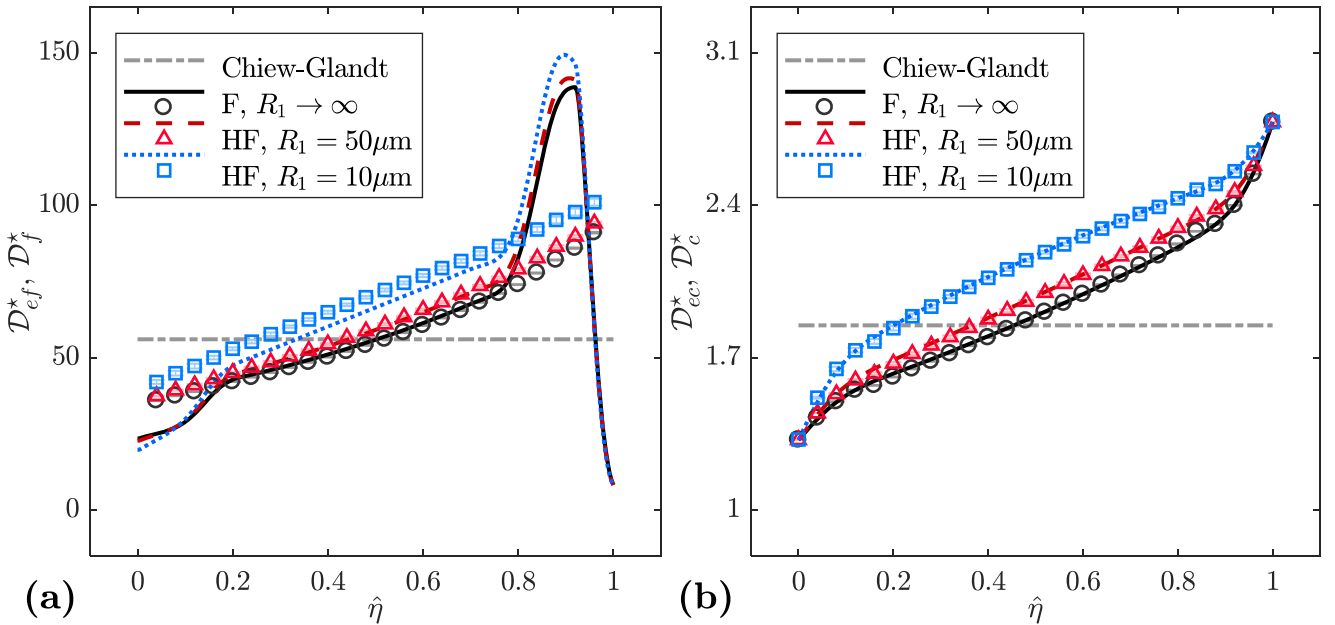 150
100
50
0
𝒟*ef, 𝒟*f
Chiew-Glandt
F, R₁ → ∞
HF, R₁ = 50μm
HF, R₁ = 10μm
0 0.2 0.4 0.6 0.8 1
η̂
(a)
3.1
2.4
1.7
1
𝒟*ec, 𝒟*c
Chiew-Glandt
F, R₁ → ∞
HF, R₁ = 50μm
HF, R₁ = 10μm
0 0.2 0.4 0.6 0.8 1
η̂
(b)